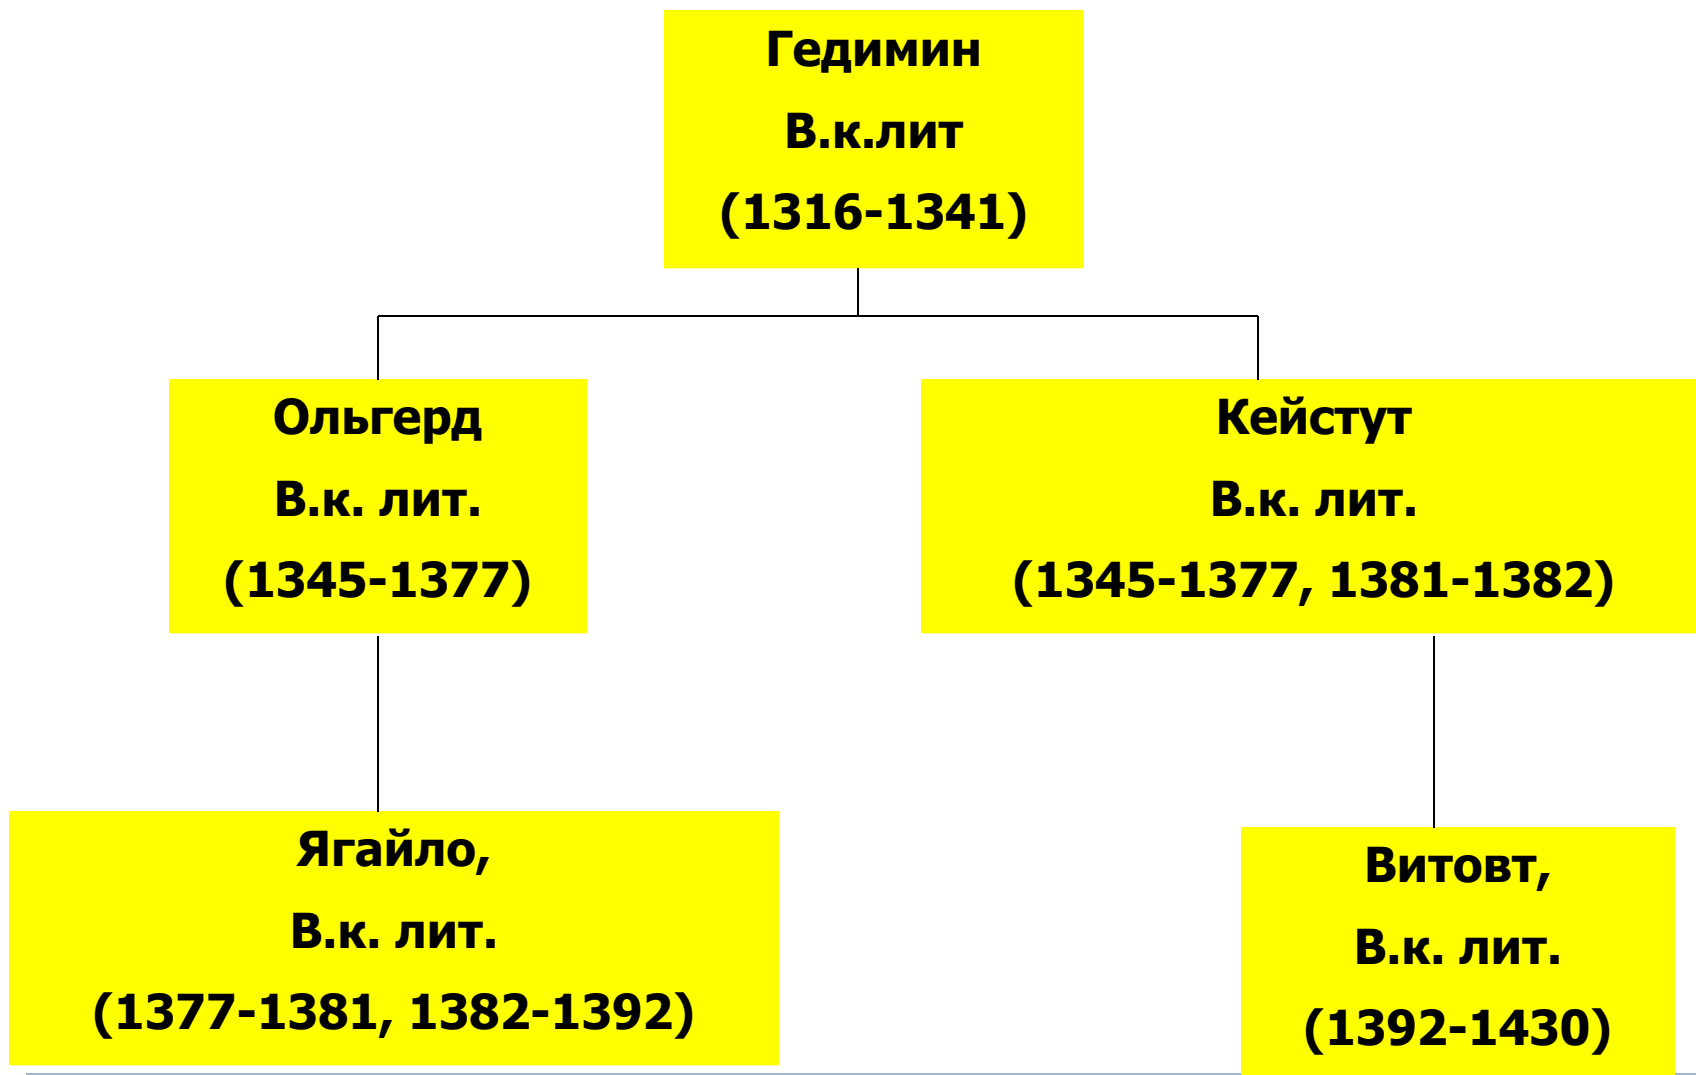 Гедимин
В.к.лит
(1316-1341)
Ольгерд
В.к. лит.
(1345-1377)
Кейстут
В.к. лит.
(1345-1377, 1381-1382)
Ягайло,
В.к. лит.
(1377-1381, 1382-1392)
Витовт,
В.к. лит.
(1392-1430)